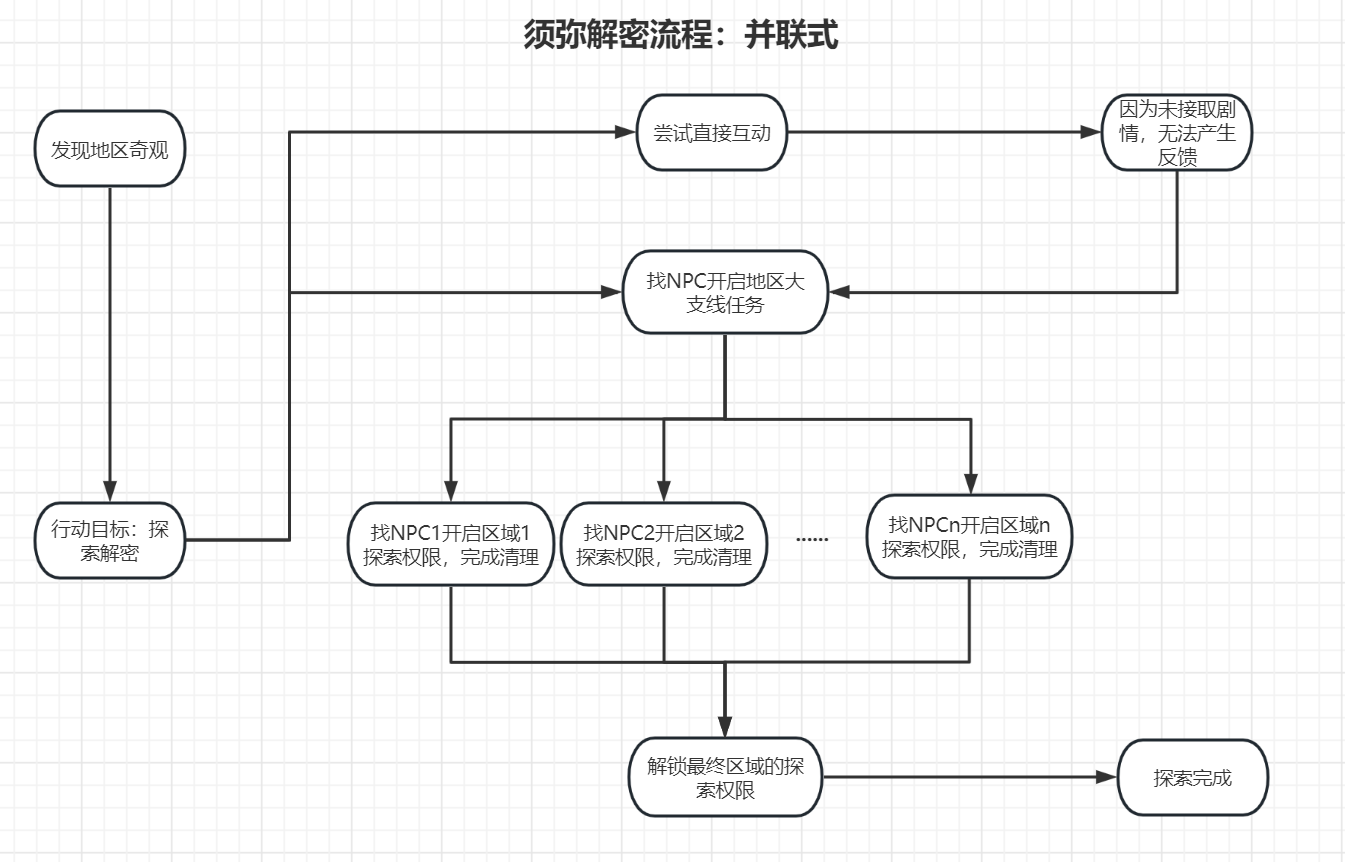 须弥解密流程：并联式
发现地区奇观
尝试直接互动
因为未接取剧
情，无法产生
反馈
找NPC开启地区大
支线任务
行动目标：探
索解密
找NPC1开启区域1
探索权限，完成清理
找NPC2开启区域2
探索权限，完成清理
......
找NPCn开启区域n
探索权限，完成清理
解锁最终区域的探
索权限
探索完成